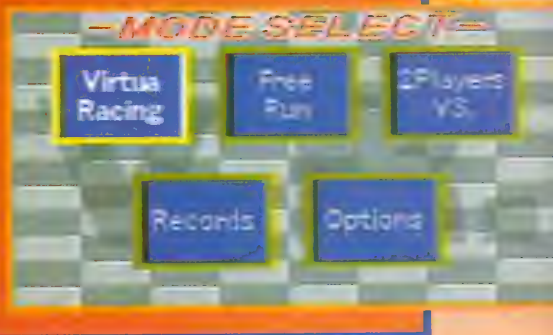 -MODE SELECT-
Virtua
Racing
Free
Run
2Players
VS.
Records
Options